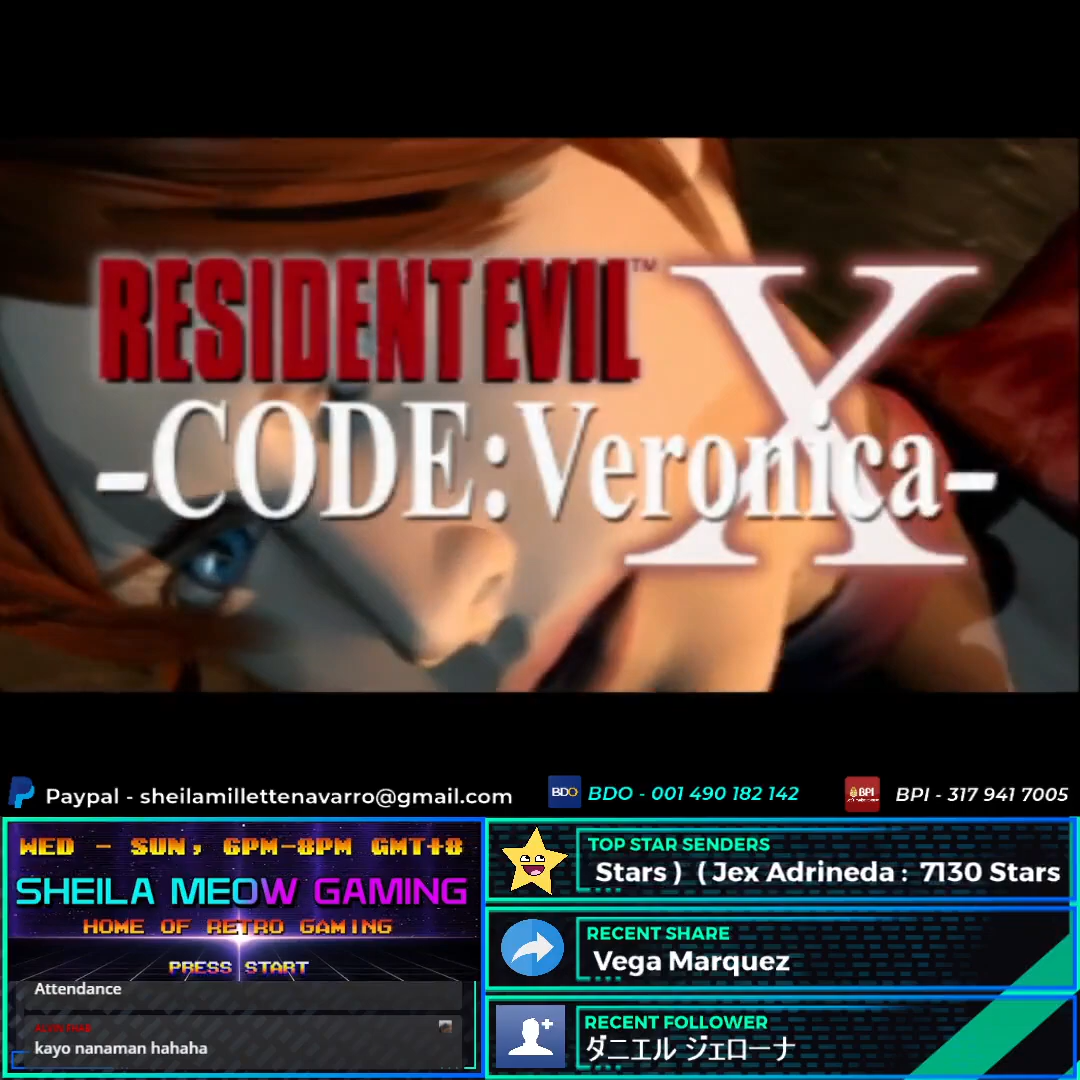 RESIDENT EVIL™ X
-CODE:Veronica-
Paypal - sheilamillettenavarro@gmail.com
BDO
BDO - 001 490 182 142
BPI
BPI - 317 941 7005
WED - SUN, 6PM-8PM GMT+8
SHEILA MEOW GAMING
HOME OF RETRO GAMING
PRESS START
Attendance
kayo nanaman hahaha
TOP STAR SENDERS
Stars ) ( Jex Adrineda : 7130 Stars
RECENT SHARE
Vega Marquez
RECENT FOLLOWER
ダニエル ジェローナ